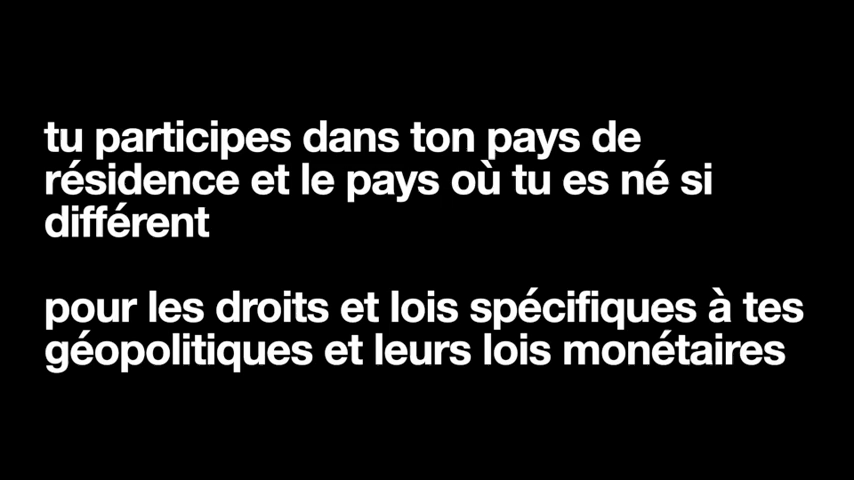 tu participes dans ton pays de
résidence et le pays où tu es né si
différent
pour les droits et lois spécifiques à tes
géopolitiques et leurs lois monétaires